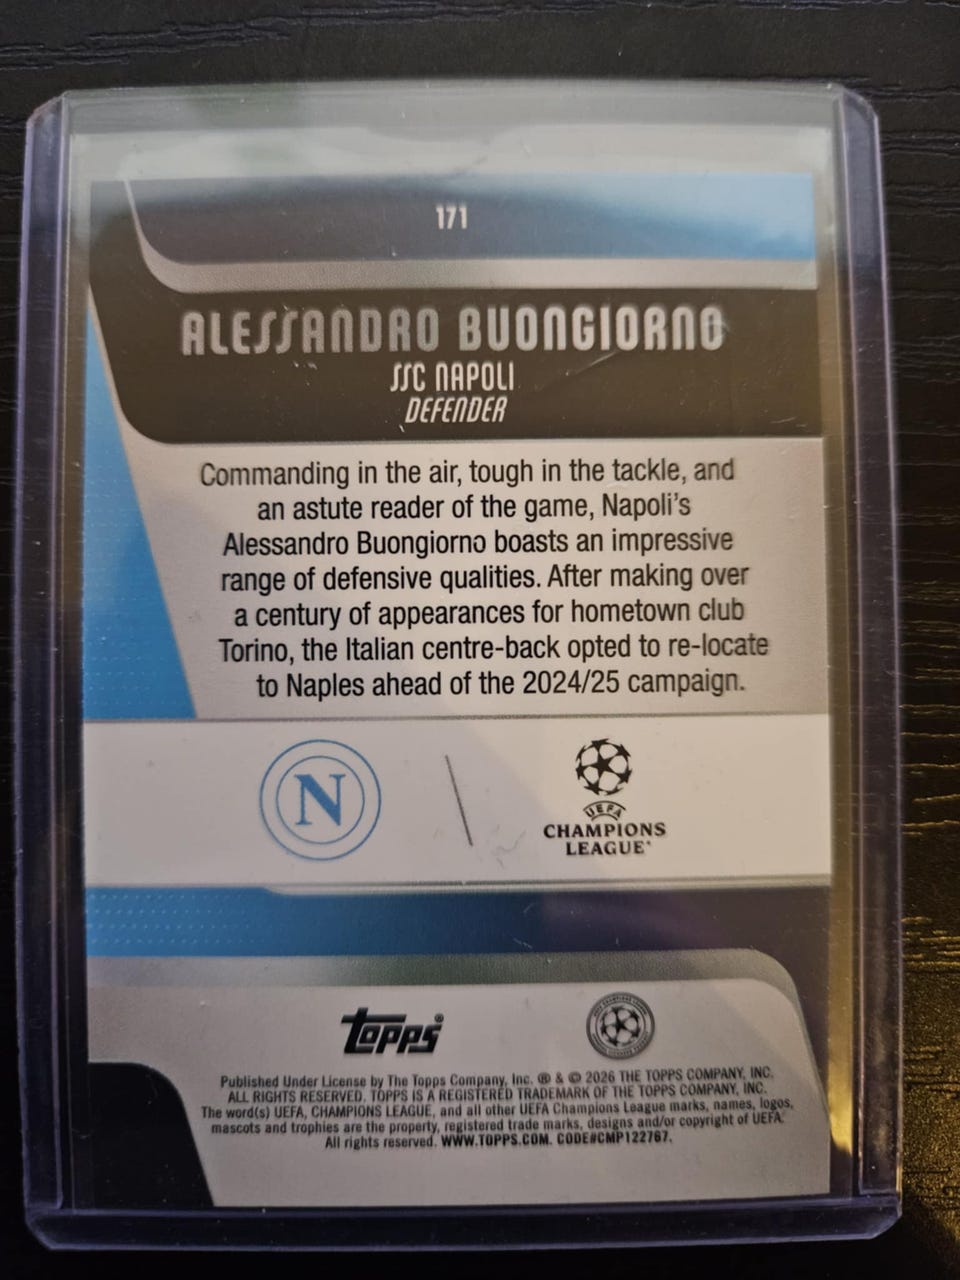 171
ALESSANDRO BUONGIORNO
SSC NAPOLI
DEFENDER
Commanding in the air, tough in the tackle, and
an astute reader of the game, Napoli's
Alessandro Buongiorno boasts an impressive
range of defensive qualities. After making over
a century of appearances for hometown club
Torino, the Italian centre-back opted to re-locate
to Naples ahead of the 2024/25 campaign.
N
UEFA
CHAMPIONS
LEAGUE
topps®
Published Under License by The Topps Company, Inc. ® & © 2026 THE TOPPS COMPANY, INC.
ALL RIGHTS RESERVED. TOPPS IS A REGISTERED TRADEMARK OF THE TOPPS COMPANY, INC.
The word(s) UEFA, CHAMPIONS LEAGUE, and all other UEFA Champions League marks, names, logos,
mascots and trophies are the property, registered trade marks, designs and/or copyright of UEFA.
All rights reserved. WWW.TOPPS.COM. CODE#CMP122767.